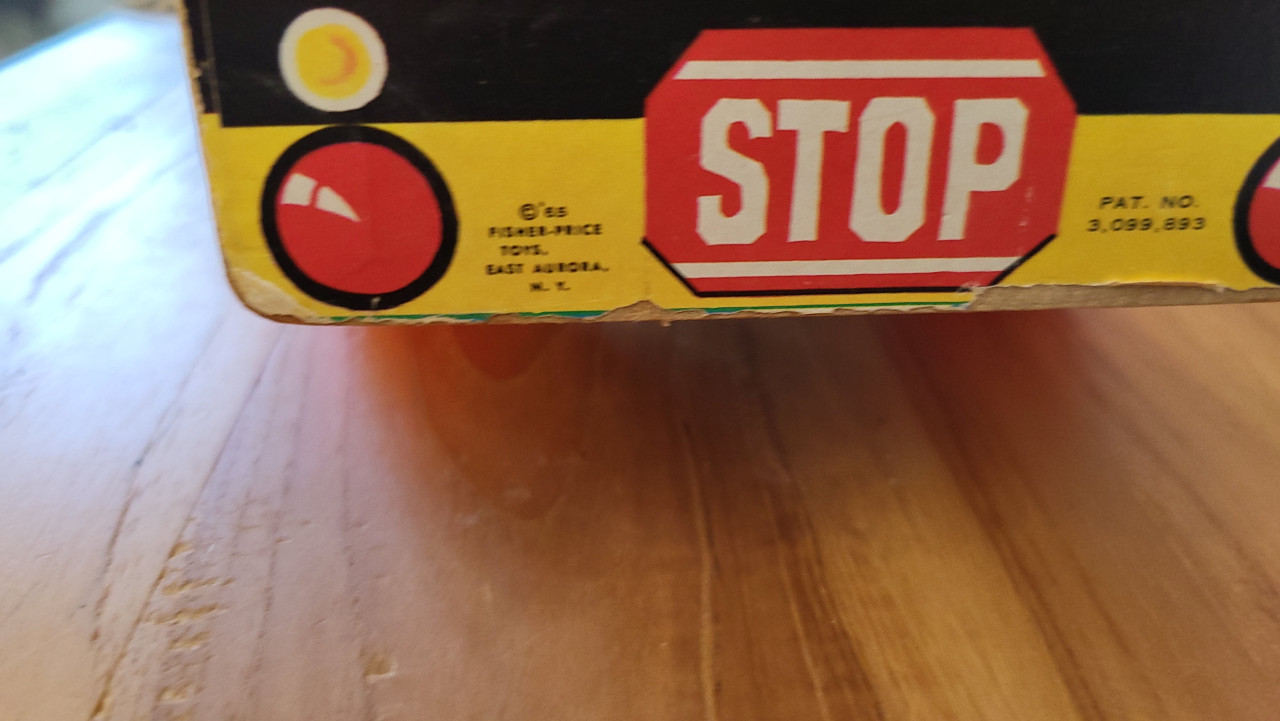 STOP
©'65
FISHER-PRICE
TOYS,
EAST AURORA,
N. Y.
PAT. NO.
3,099,893